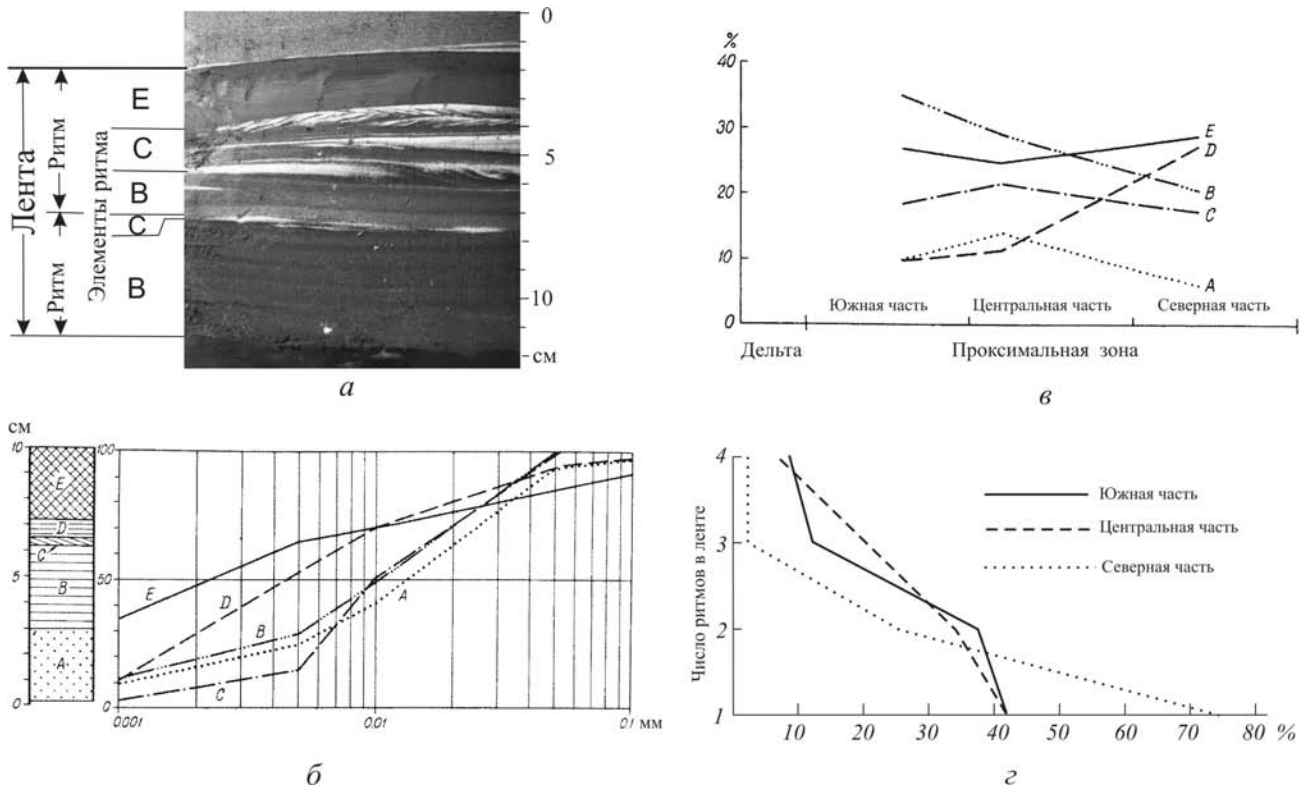 0
5
10
см
Лента
Ритм
Ритм
Элементы ритма
E
C
B
C
B
а
%
40
30
20
10
0
E
D
B
C
A
Южная часть
Центральная часть
Северная часть
Дельта
Проксимальная зона
в
см
10
5
0
E
D
C
B
A
100
50
0
E
D
B
A
C
0.001
0.01
0.1 мм
б
Число ритмов в ленте
4
3
2
1
Южная часть
Центральная часть
Северная часть
10 20 30 40 50 60 70 80 %
г